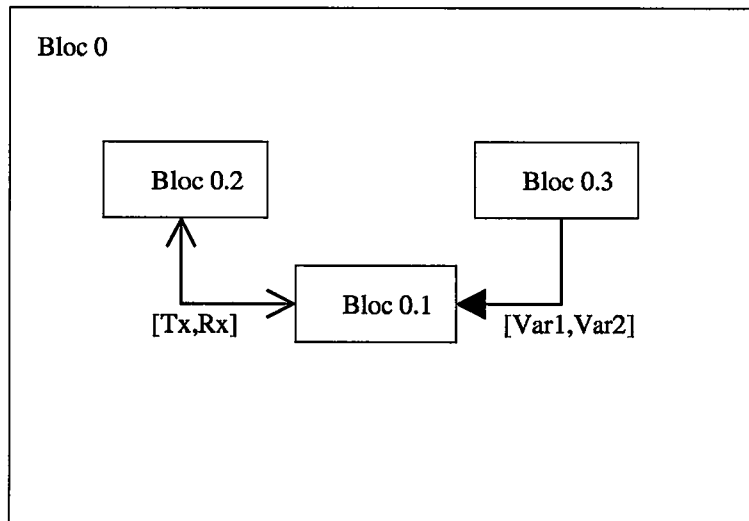 Bloc 0
Bloc 0.2
Bloc 0.3
Bloc 0.1
[Tx,Rx]
[Var1,Var2]